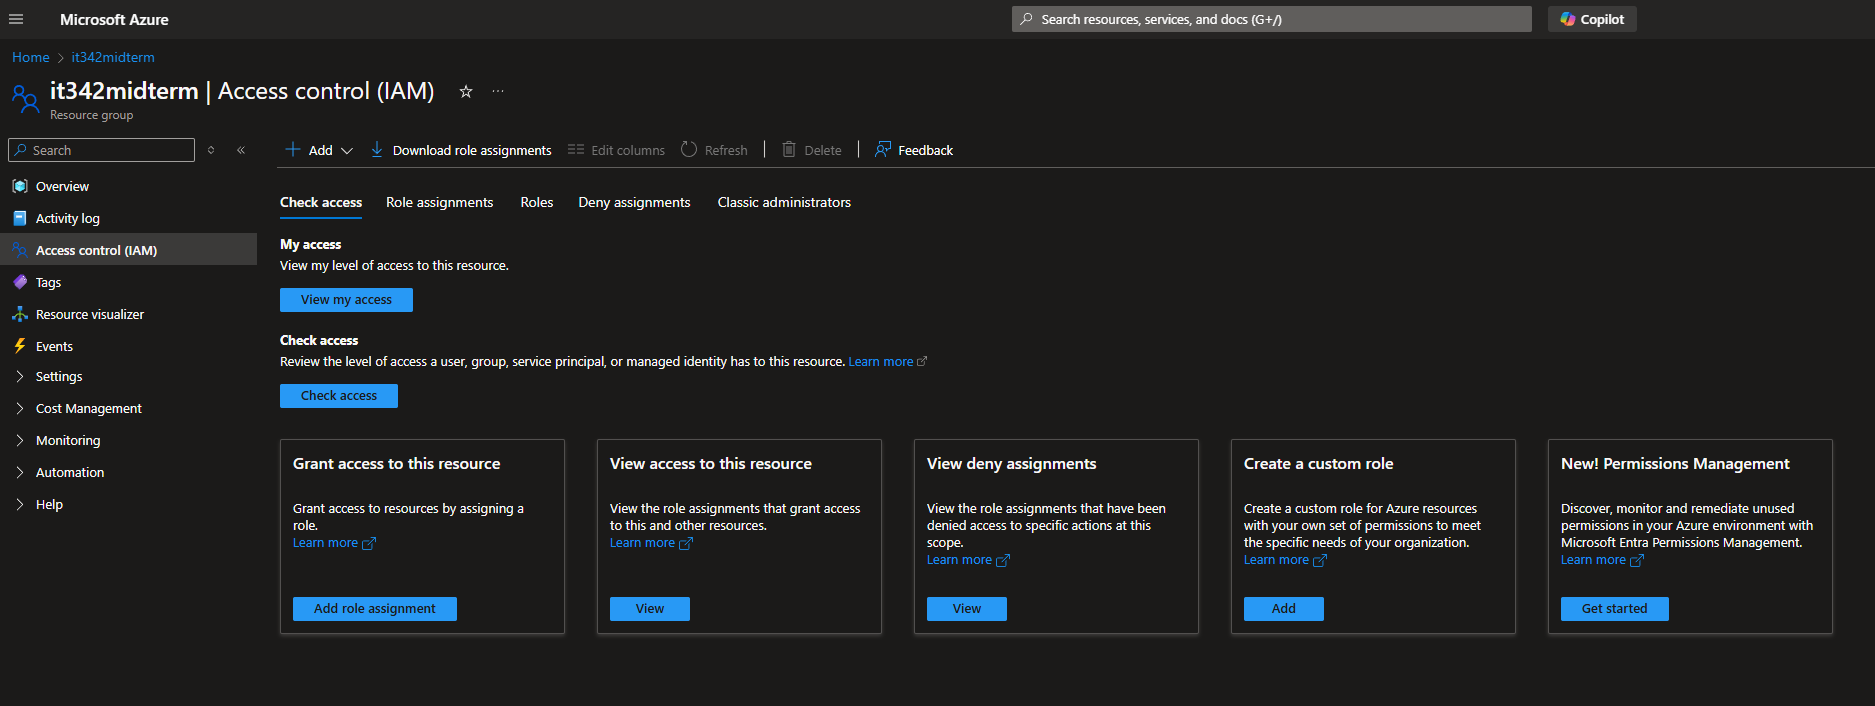 Microsoft Azure
Search resources, services, and docs (G+/)
Copilot
Home > it342midterm
it342midterm | Access control (IAM)
Resource group
Search
Overview
Activity log
Access control (IAM)
Tags
Resource visualizer
Events
Settings
Cost Management
Monitoring
Automation
Help
Add
Download role assignments
Edit columns
Refresh
Delete
Feedback
Check access
Role assignments
Roles
Deny assignments
Classic administrators
My access
View my level of access to this resource.
View my access
Check access
Review the level of access a user, group, service principal, or managed identity has to this resource. Learn more
Check access
Grant access to this resource
Grant access to resources by assigning a
role.
Learn more
Add role assignment
View access to this resource
View the role assignments that grant access
to this and other resources.
Learn more
View
View deny assignments
View the role assignments that have been
denied access to specific actions at this
scope.
Learn more
View
Create a custom role
Create a custom role for Azure resources
with your own set of permissions to meet
the specific needs of your organization.
Learn more
Add
New! Permissions Management
Discover, monitor and remediate unused
permissions in your Azure environment with
Microsoft Entra Permissions Management.
Learn more
Get started